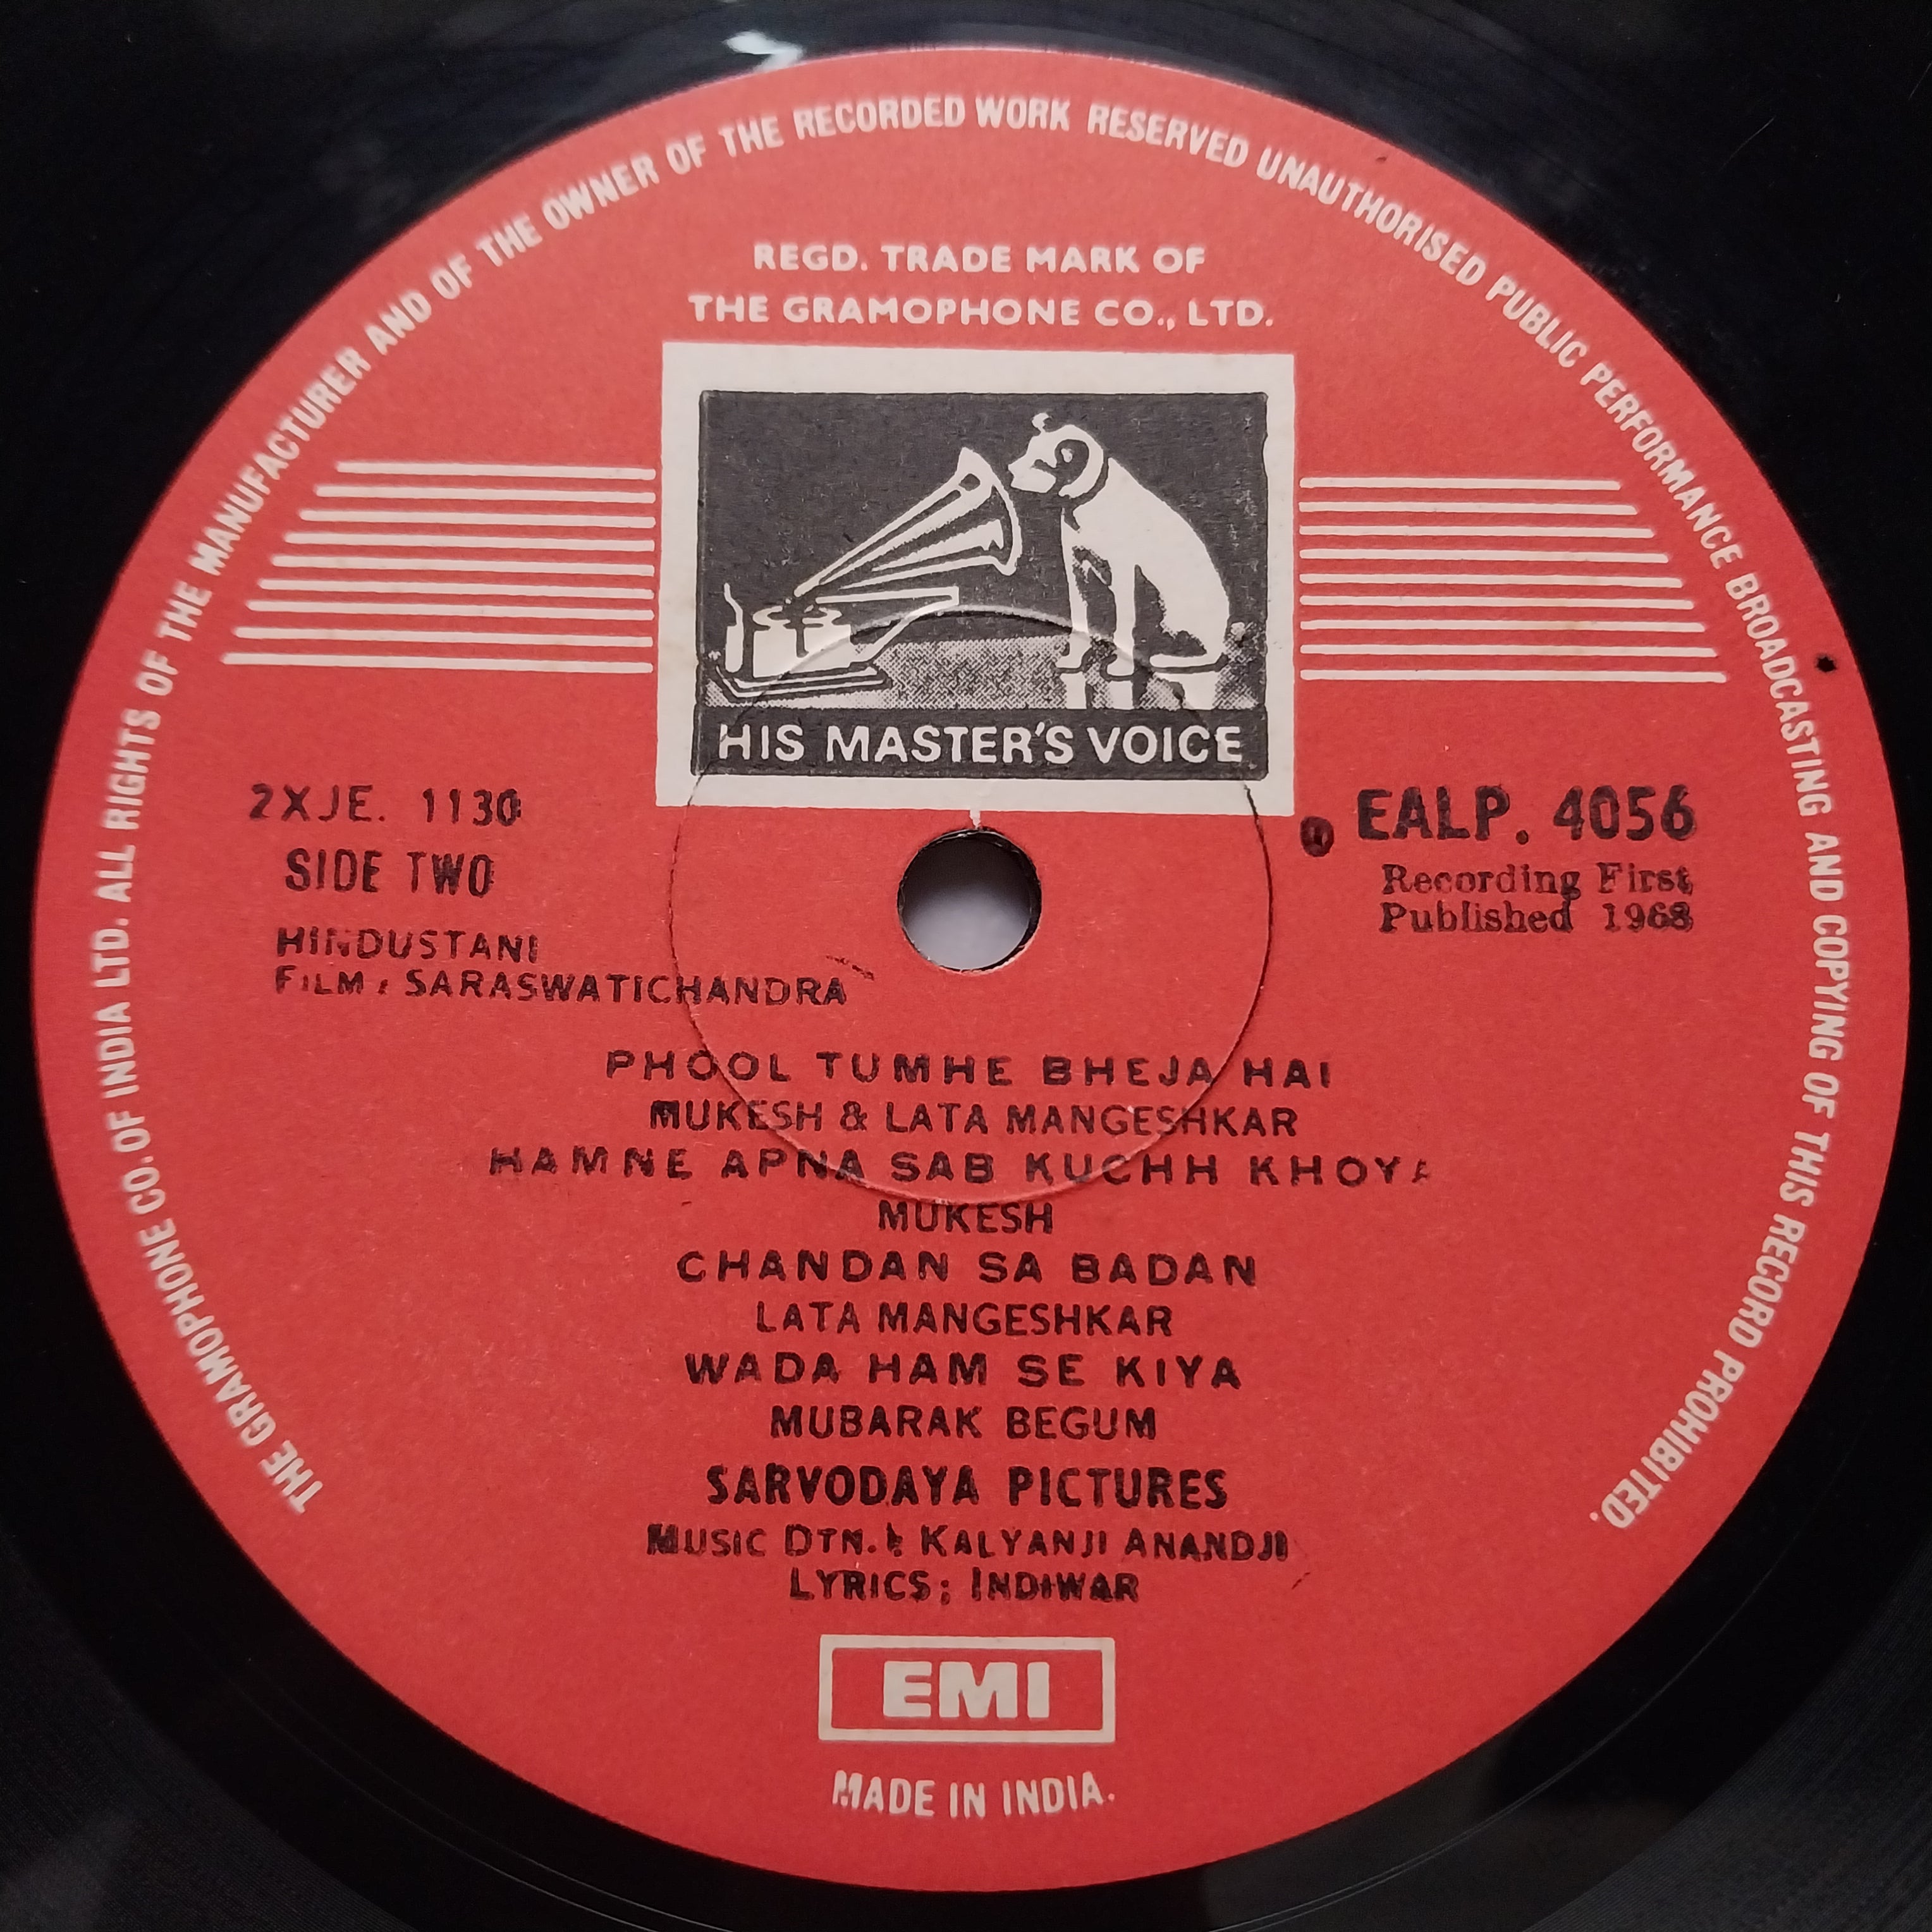 THE GRAMOPHONE CO. OF INDIA LTD. ALL RIGHTS OF THE MANUFACTURER AND OF THE OWNER OF THE RECORDED WORK RESERVED UNAUTHORISED PUBLIC PERFORMANCE BROADCASTING AND COPYING OF THIS RECORD PROHIBITED.
REGD. TRADE MARK OF
THE GRAMOPHONE CO., LTD.
HIS MASTER'S VOICE
2XJE. 1130
SIDE TWO
HINDUSTANI
FILM: SARASWATICHANDRA
EALP. 4056
Recording First
Published 1968
PHOOL TUMHE BHEJA HAI
MUKESH & LATA MANGESHKAR
HAMNE APNA SAB KUCHH KHOYA
MUKESH
CHANDAN SA BADAN
LATA MANGESHKAR
WADA HAM SE KIYA
MUBARAK BEGUM
SARVODAYA PICTURES
MUSIC DTN.: KALYANJI ANANDJI
LYRICS; INDIWAR
EMI
MADE IN INDIA.